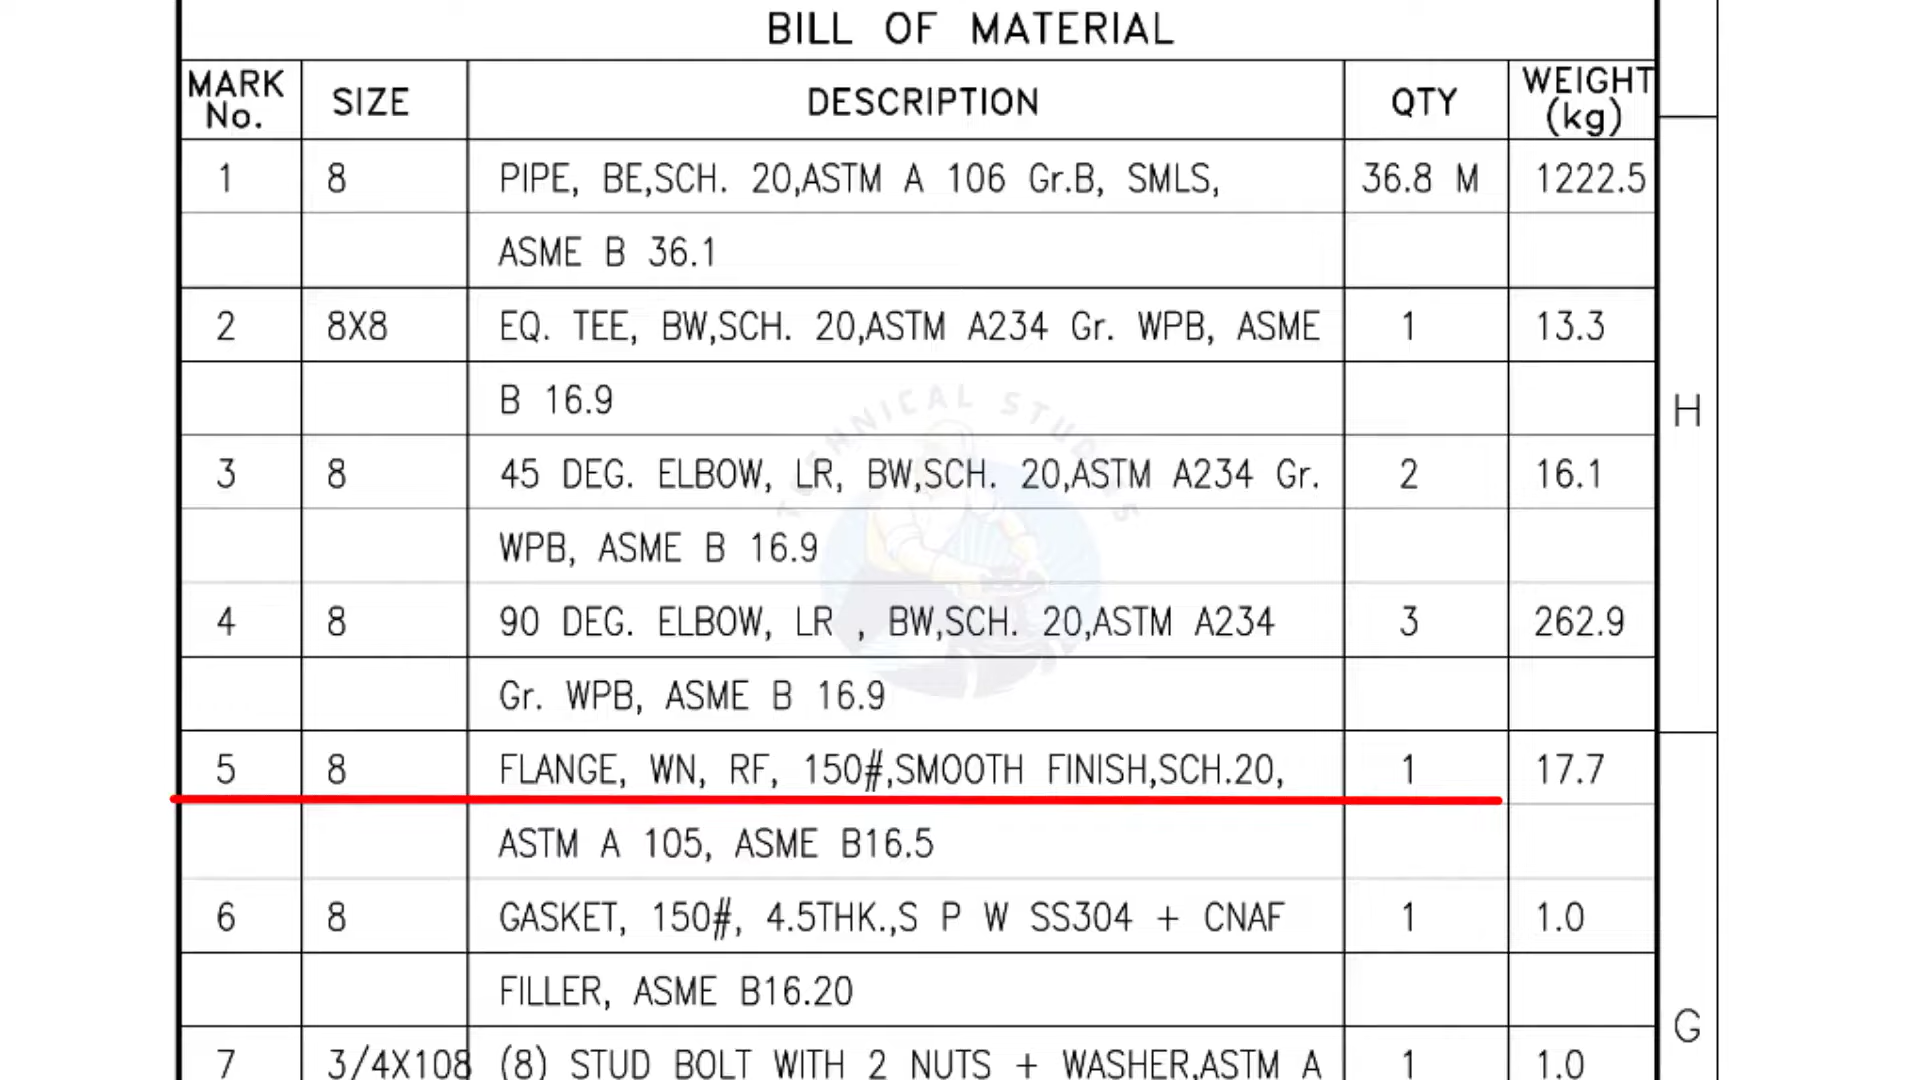 BILL OF MATERIAL
MARK No. SIZE DESCRIPTION QTY WEIGHT (kg)
1 8 PIPE, BE,SCH. 20,ASTM A 106 Gr.B, SMLS, 36.8 M 1222.5
ASME B 36.1
2 8X8 EQ. TEE, BW,SCH. 20,ASTM A234 Gr. WPB, ASME 1 13.3
B 16.9
3 8 45 DEG. ELBOW, LR, BW,SCH. 20,ASTM A234 Gr. 2 16.1
WPB, ASME B 16.9
4 8 90 DEG. ELBOW, LR , BW,SCH. 20,ASTM A234 3 262.9
Gr. WPB, ASME B 16.9
5 8 FLANGE, WN, RF, 150#,SMOOTH FINISH,SCH.20, 1 17.7
ASTM A 105, ASME B16.5
6 8 GASKET, 150#, 4.5THK.,S P W SS304 + CNAF 1 1.0
FILLER, ASME B16.20
7 3/4X108 (8) STUD BOLT WITH 2 NUTS + WASHER,ASTM A 1 1.0
H
G
TECHNICAL STUDIES